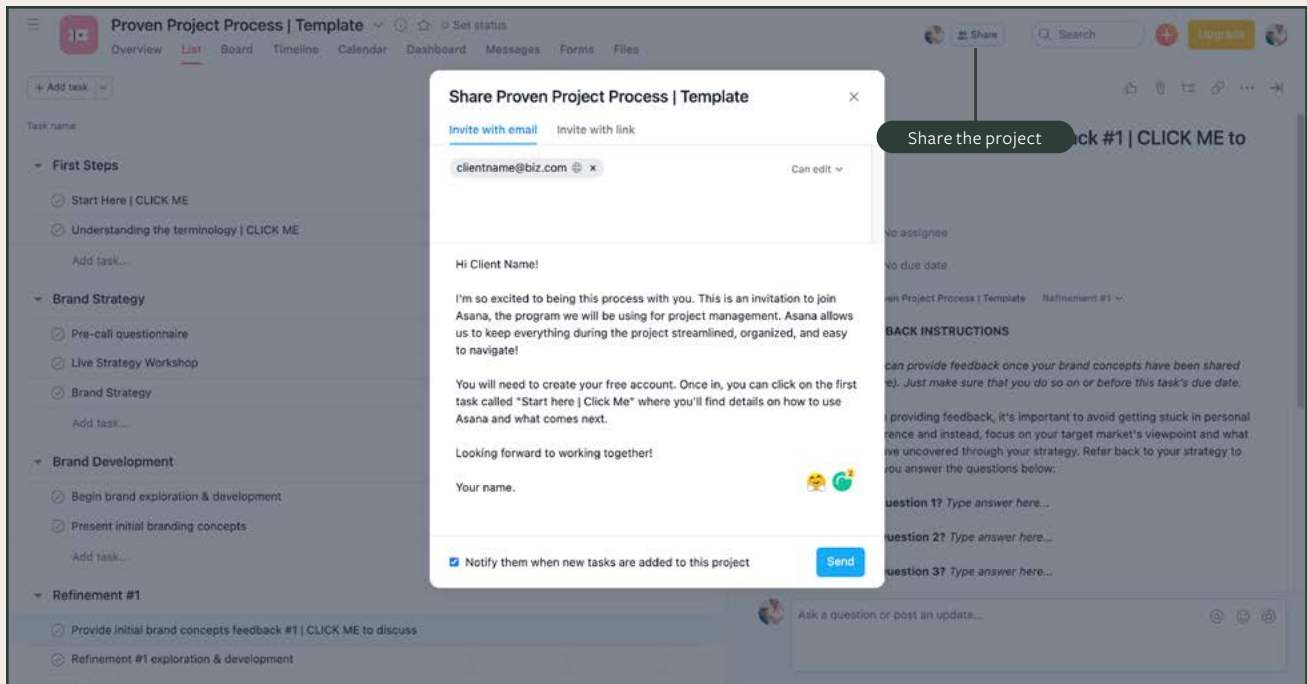 Proven Project Process | Template
Set status
Overview List Board Timeline Calendar Dashboard Messages Forms Files
Share
Search
Upgrade
+ Add task
Task name
First Steps
Start Here | CLICK ME
Understanding the terminology | CLICK ME
Add task...
Brand Strategy
Pre-call questionnaire
Live Strategy Workshop
Brand Strategy
Add task...
Brand Development
Begin brand exploration & development
Present initial branding concepts
Add task...
Refinement #1
Provide initial brand concepts feedback #1 | CLICK ME to discuss
Refinement #1 exploration & development
Share Proven Project Process | Template
Invite with email Invite with link
clientname@biz.com ×
Can edit
Hi Client Name!
I'm so excited to being this process with you. This is an invitation to join
Asana, the program we will be using for project management. Asana allows
us to keep everything during the project streamlined, organized, and easy
to navigate!
You will need to create your free account. Once in, you can click on the first
task called "Start here | Click Me" where you'll find details on how to use
Asana and what comes next.
Looking forward to working together!
Your name.
2
Notify them when new tasks are added to this project
Send
Share the project
#1 | CLICK ME to
No assignee
No due date
Project Process | Template Refinement #1
BACK INSTRUCTIONS
can provide feedback once your brand concepts have been shared
Just make sure that you do so on or before this task's due date.
providing feedback, it's important to avoid getting stuck in personal
and instead, focus on your target market's viewpoint and what
uncovered through your strategy. Refer back to your strategy to
you answer the questions below:
uestion 1? Type answer here...
uestion 2? Type answer here...
uestion 3? Type answer here...
Ask a question or post an update...